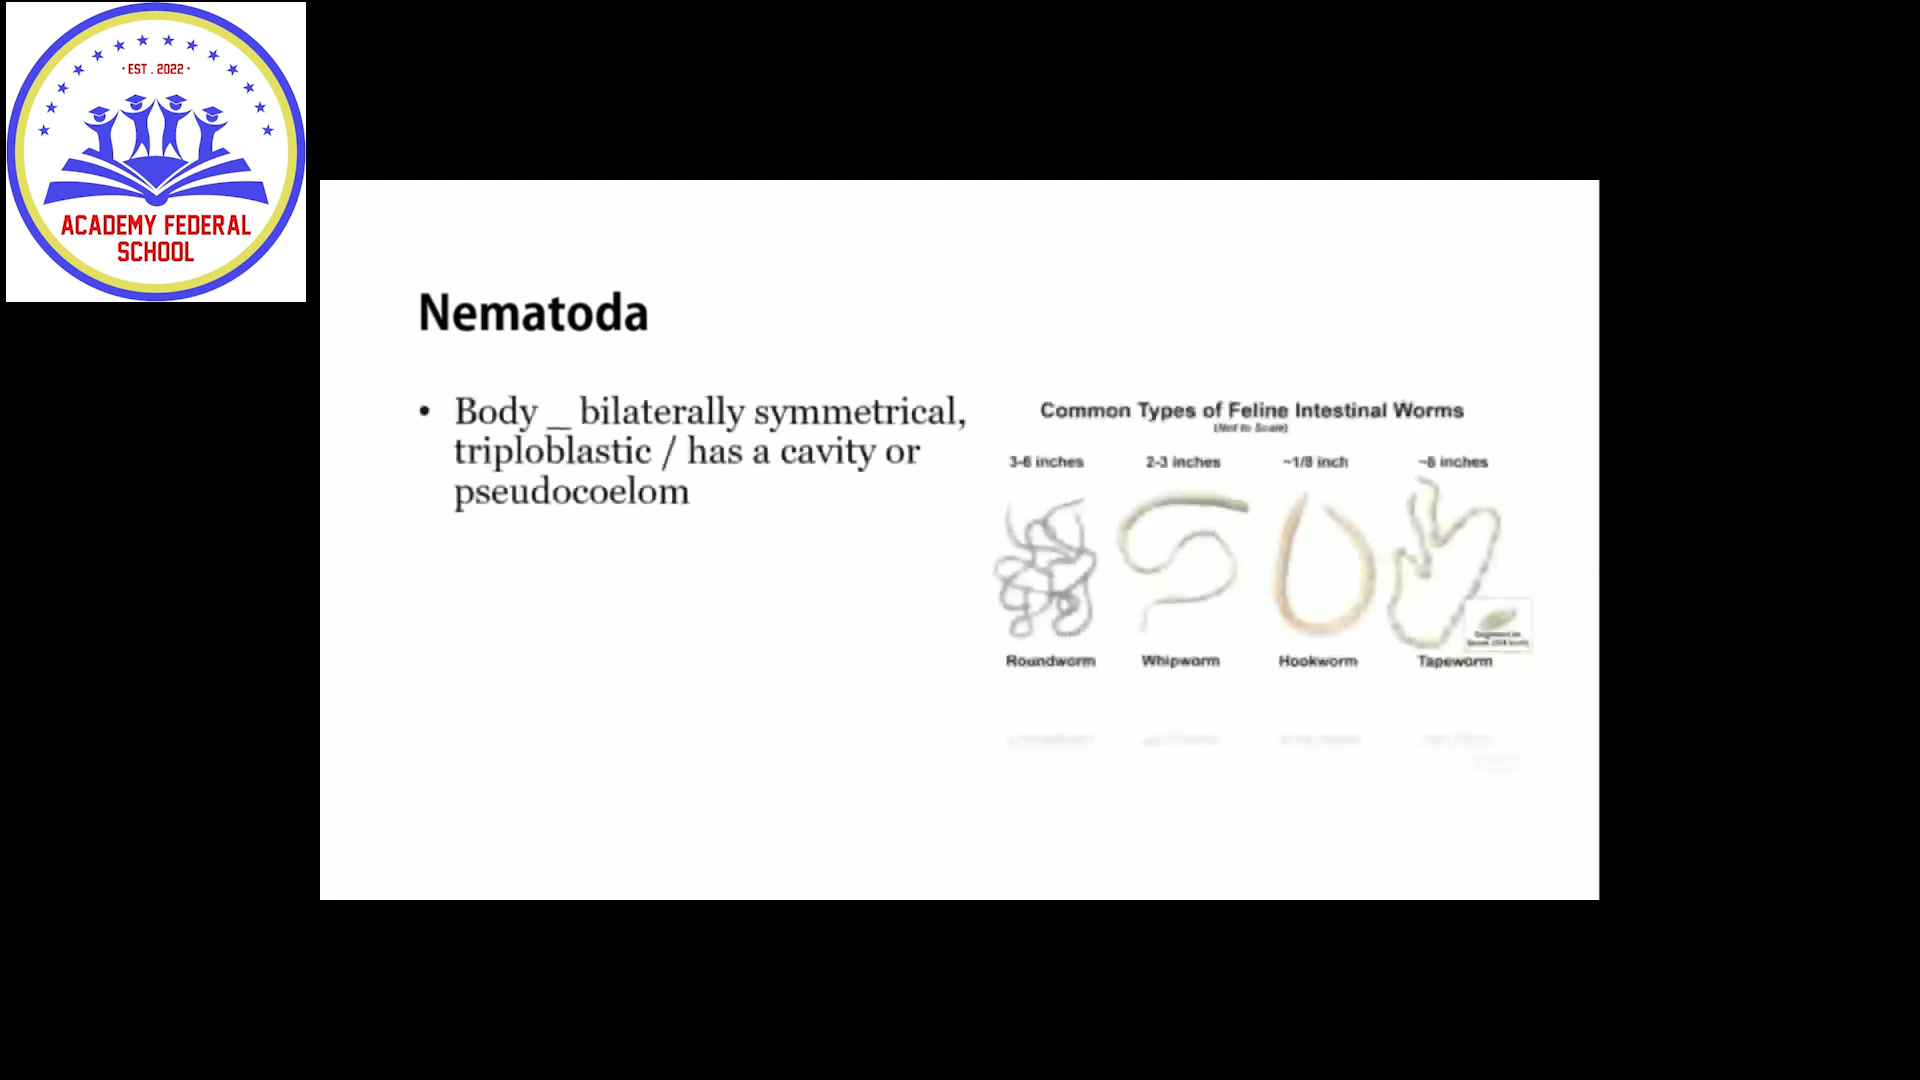 · EST . 2022 ·
ACADEMY FEDERAL
SCHOOL
Nematoda
• Body _ bilaterally symmetrical,
triploblastic / has a cavity or
pseudocoelom
Common Types of Feline Intestinal Worms
(Not to Scale)
3-6 inches 2-3 inches ~1/8 inch ~8 inches
Roundworm Whipworm Hookworm Tapeworm